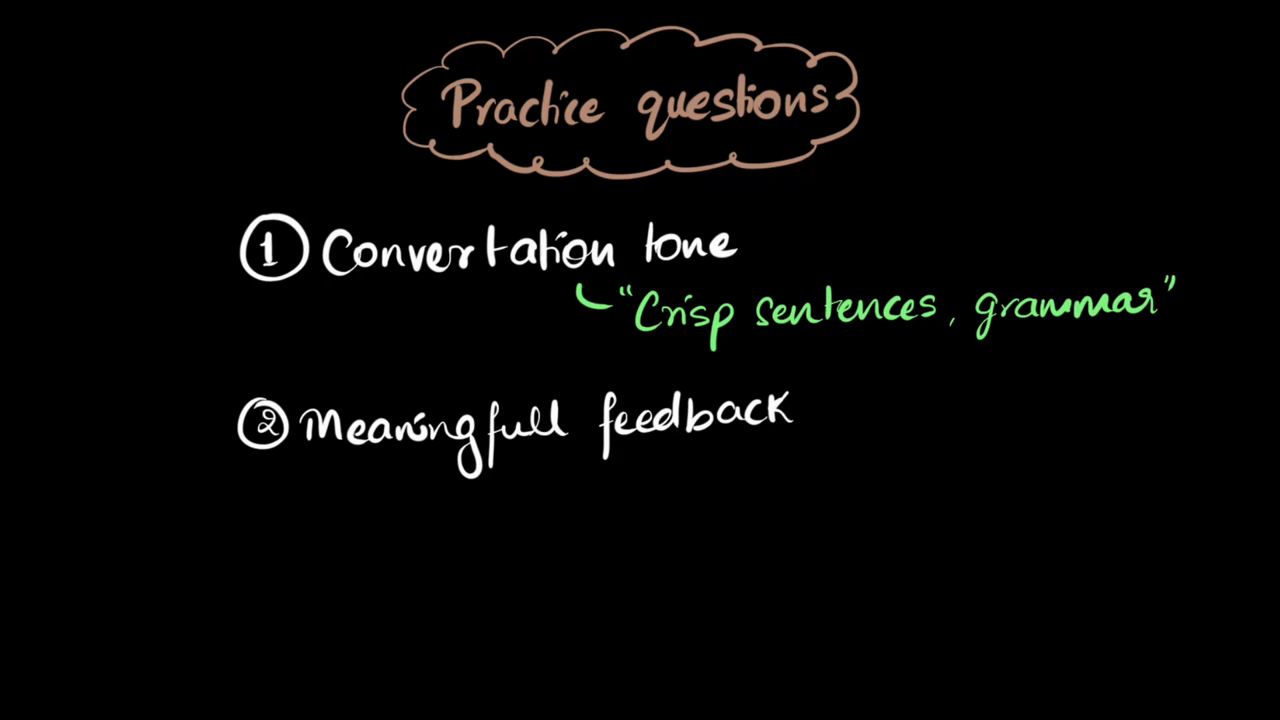 Practice questions
① Convertation tone
"Crisp sentences, grammar"
② Meaningfull feedback